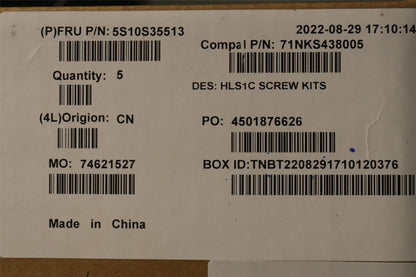 (P)FRU P/N: 5S10S35513
2022-08-29 17:10:14
Compal P/N: 71NKS438005
Quantity: 5
DES: HLS1C SCREW KITS
(4L)Origion: CN
PO: 4501876626
MO: 74621527
BOX ID:TNBT2208291710120376
Made in China